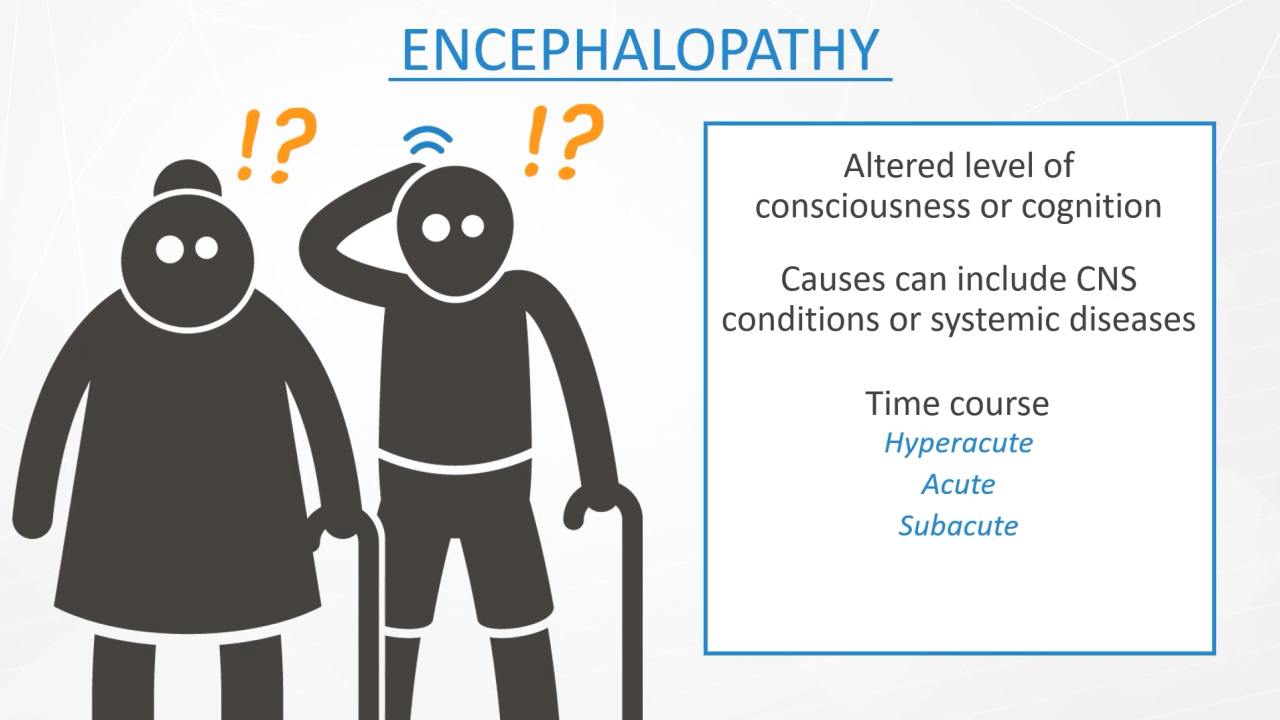 ENCEPHALOPATHY
!?
!?
Altered level of
consciousness or cognition
Causes can include CNS
conditions or systemic diseases
Time course
Hyperacute
Acute
Subacute